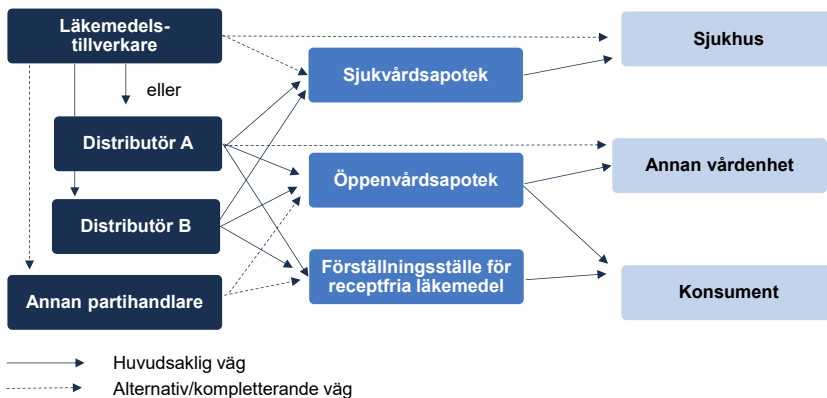 Läkemedels-
tillverkare
eller
Distributör A
Distributör B
Annan partihandlare
Sjukvårdsapotek
Öppenvårdsapotek
Förställningsställe för
receptfria läkemedel
Sjukhus
Annan vårdenhet
Konsument
Huvudsaklig väg
Alternativ/kompletterande väg